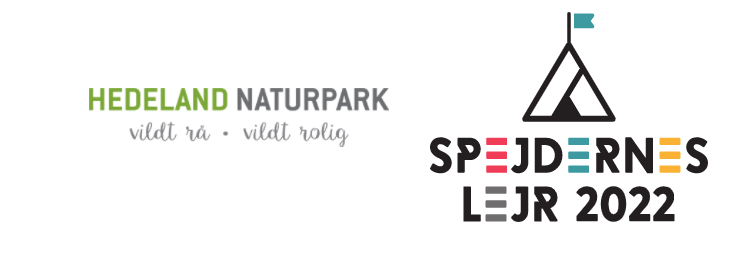 HEDELAND NATURPARK
vildt rå • vildt rolig
SPEJDERNES
LEJR 2022